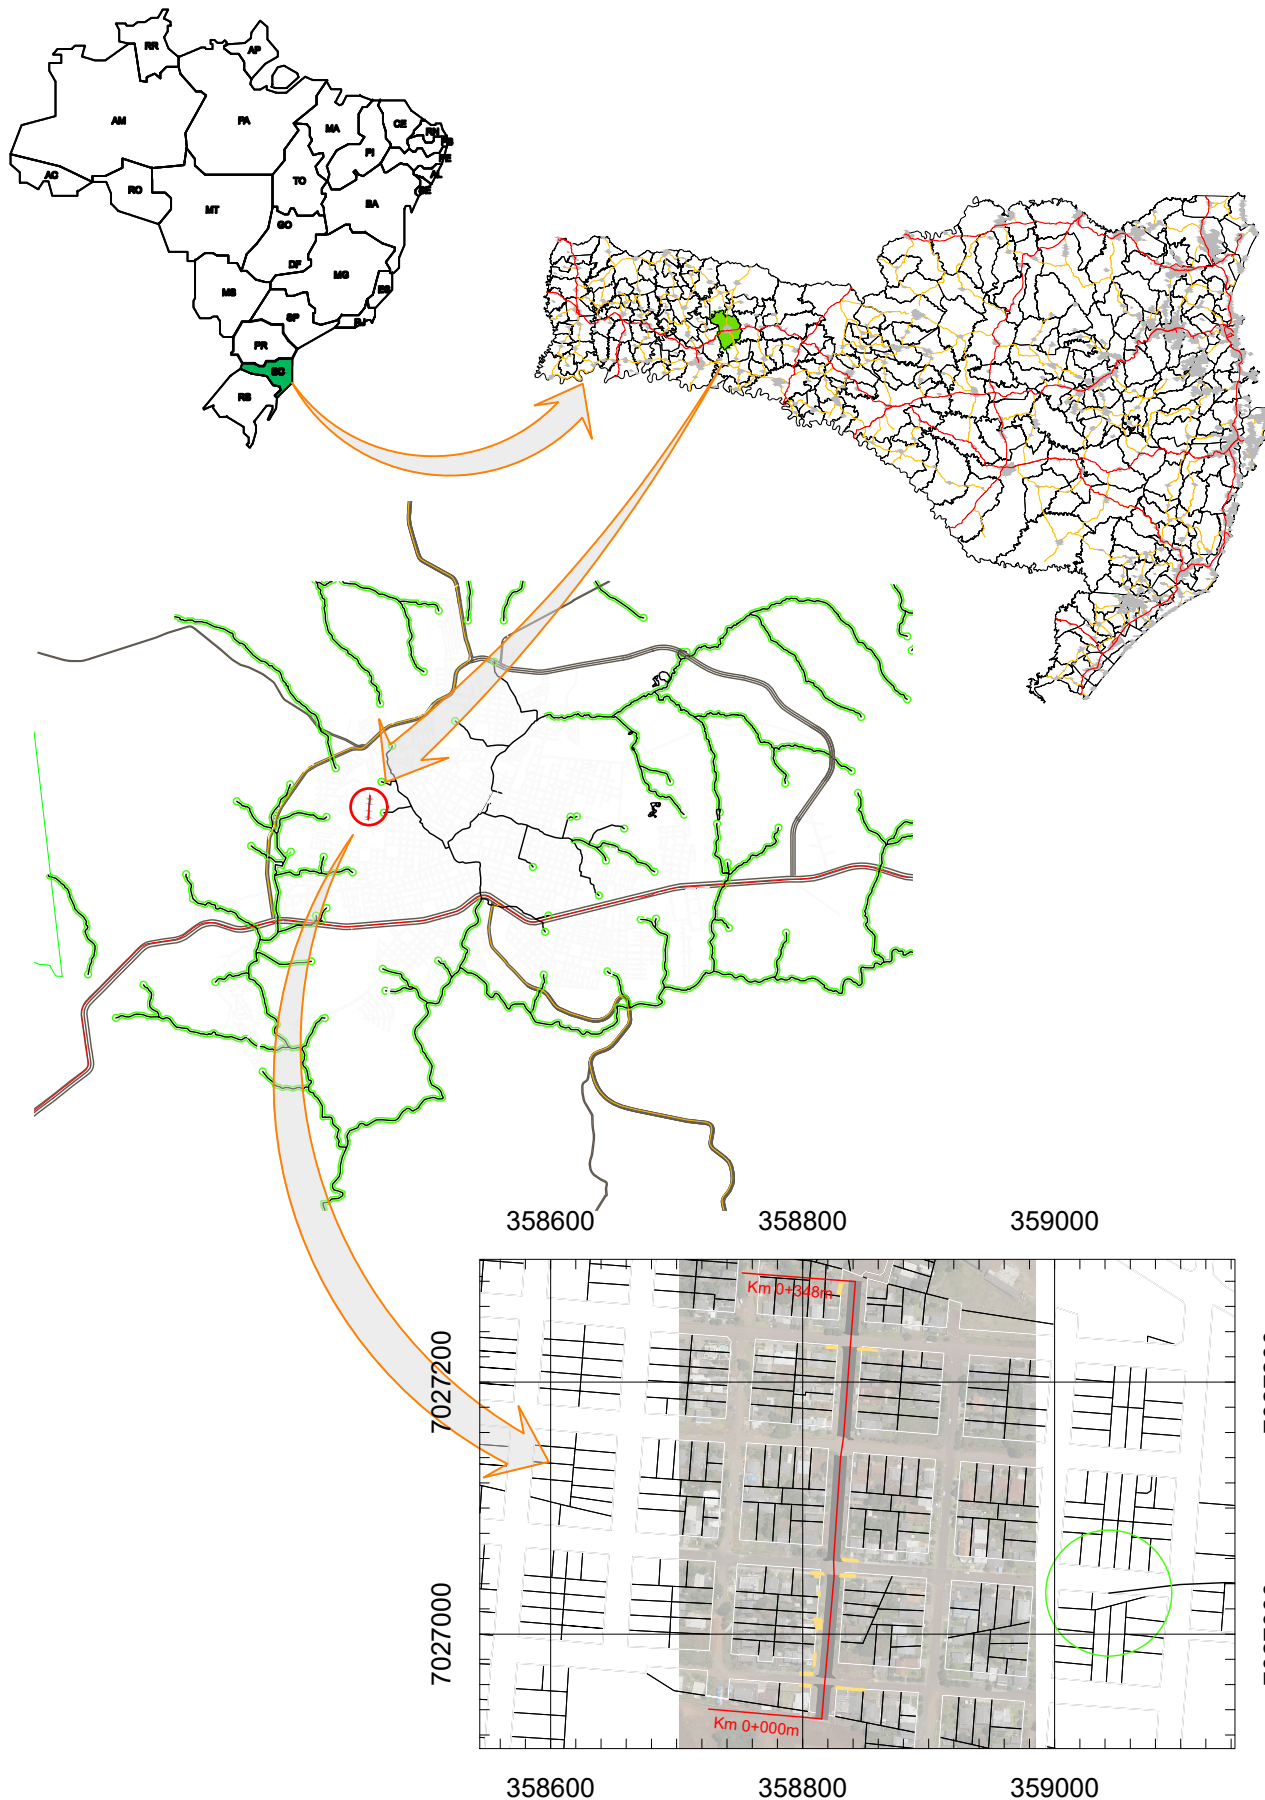 RR
AP
AM
PA
MA
CE
RN
PB
PI
PE
AL
SE
AC
RO
TO
BA
MT
GO
DF
MG
ES
MS
SP
RJ
PR
SC
RS
358600 358800 359000
Km 0+348m
7027200
7027000
Km 0+000m
358600 358800 359000